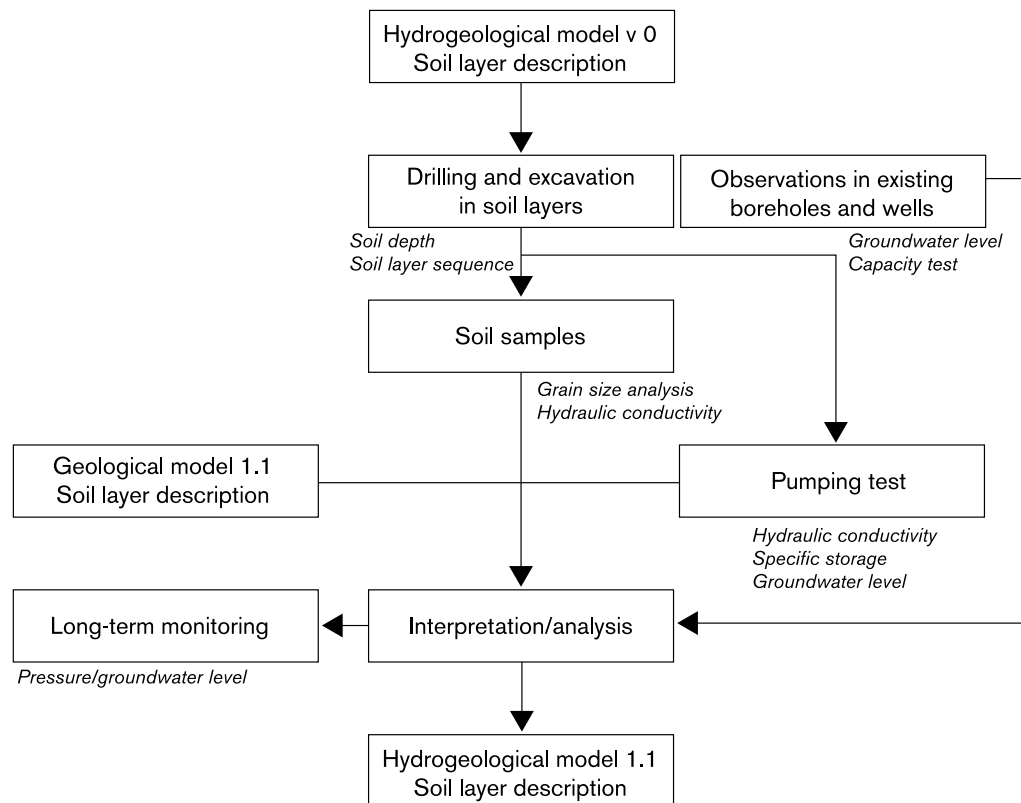 Hydrogeological model v 0
Soil layer description
Drilling and excavation
in soil layers
Observations in existing
boreholes and wells
Soil depth
Soil layer sequence
Groundwater level
Capacity test
Soil samples
Grain size analysis
Hydraulic conductivity
Geological model 1.1
Soil layer description
Pumping test
Hydraulic conductivity
Specific storage
Groundwater level
Long-term monitoring
Interpretation/analysis
Pressure/groundwater level
Hydrogeological model 1.1
Soil layer description